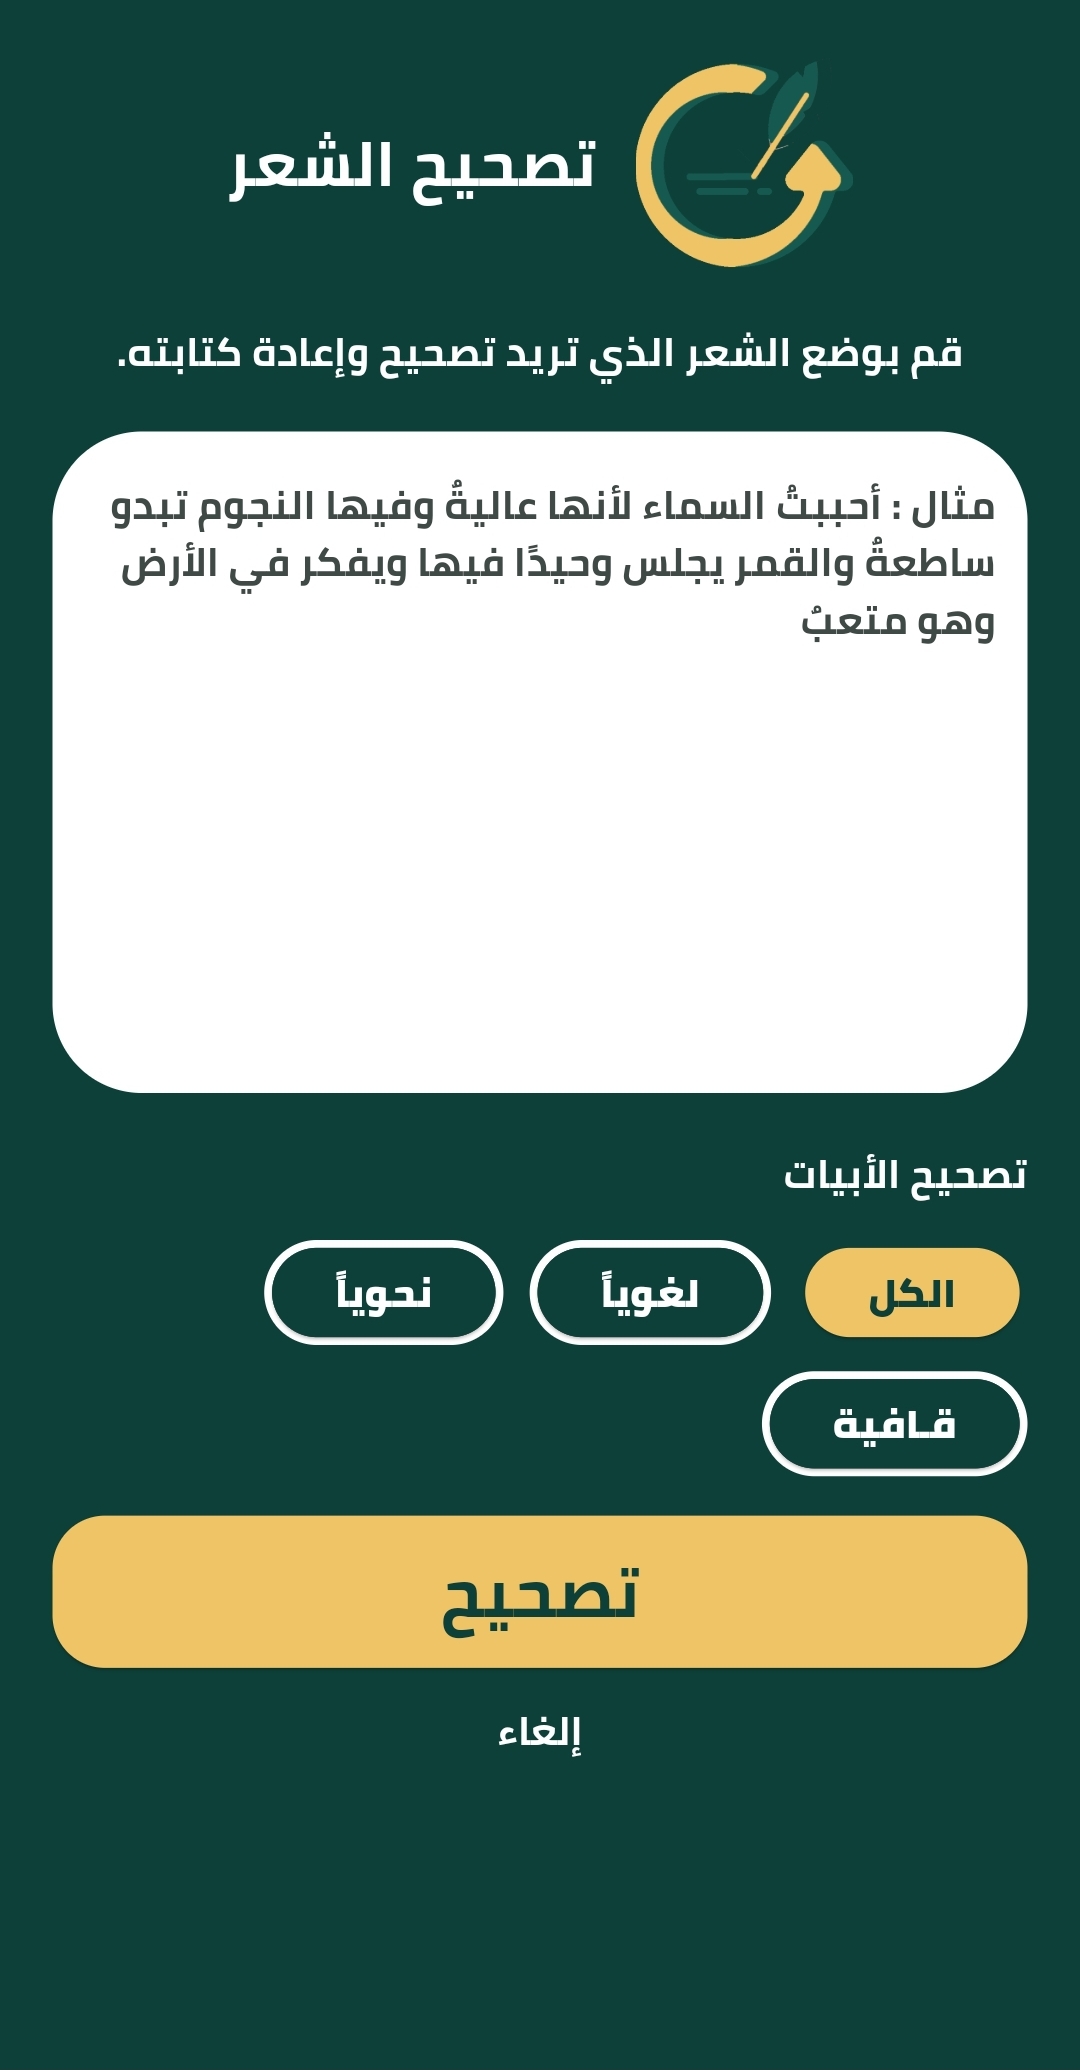 تصحيح الشعر
قم بوضع الشعر الذي تريد تصحيح وإعادة كتابته.
مثال : أحببتُ السماء لأنها عاليةٌ وفيها النجوم تبدو
ساطعةٌ والقمر يجلس وحيدًا فيها ويفكر في الأرض
وهو متعبٌ
تصحيح الأبيات
الكل
لغوياً
نحوياً
قافية
تصحيح
إلغاء